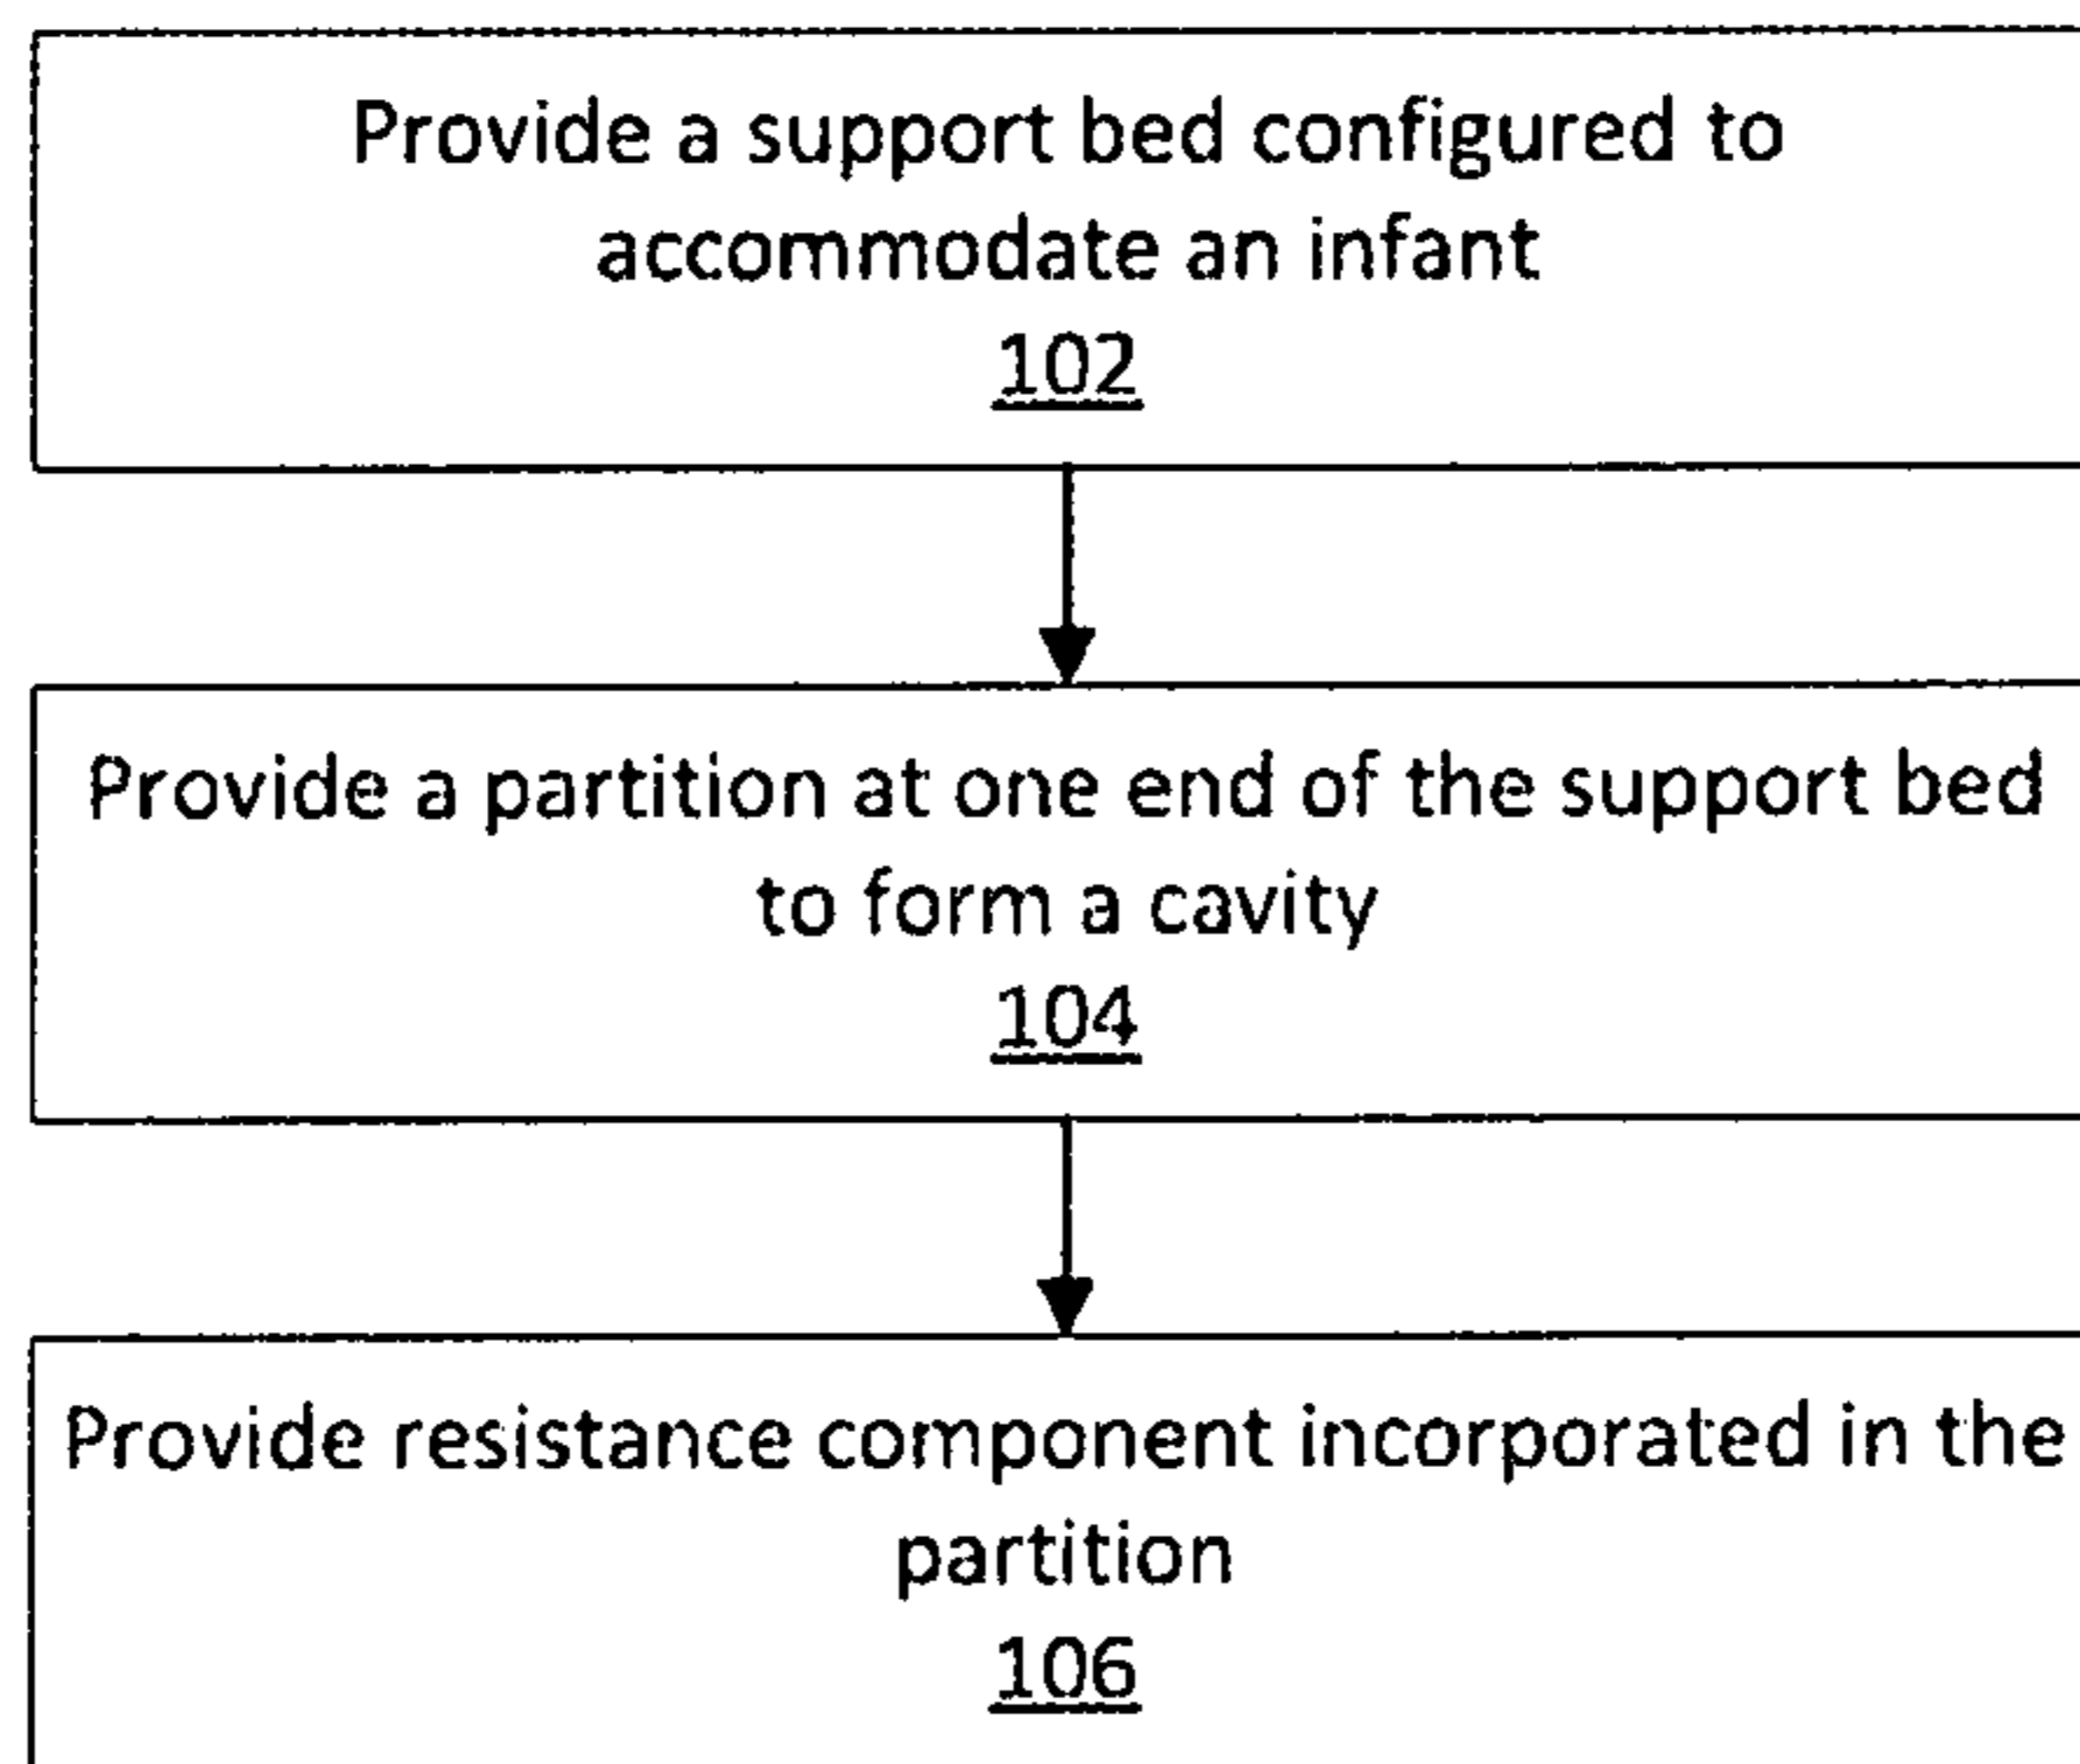 Provide a support bed configured to
accommodate an infant
102
Provide a partition at one end of the support bed
to form a cavity
104
Provide resistance component incorporated in the
partition
106